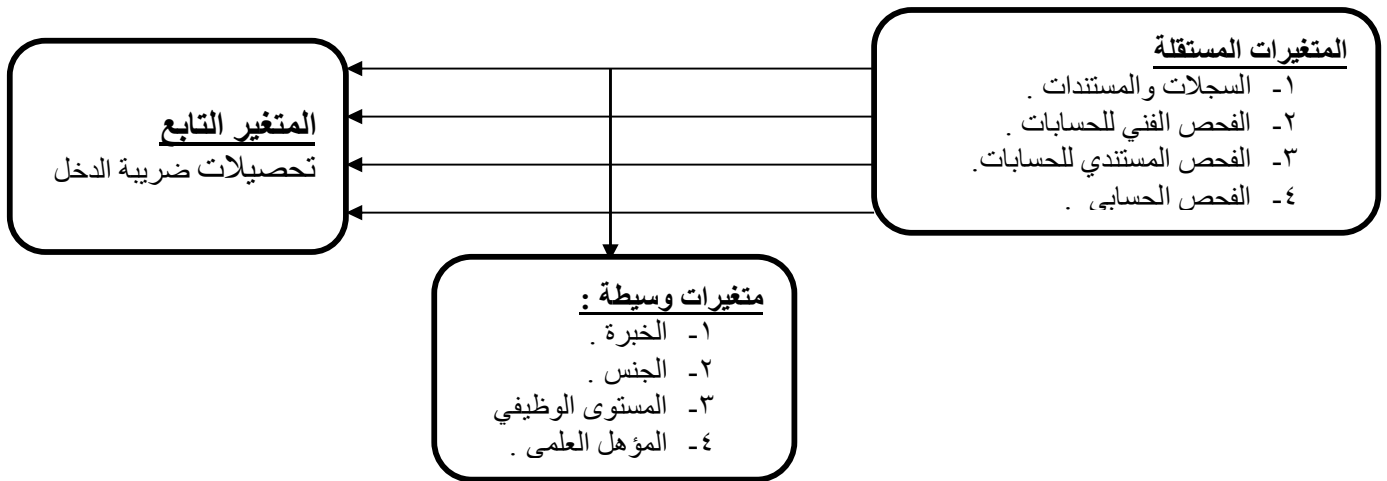 المتغيرات المستقلة
١- السجلات والمستندات .
٢- الفحص الفني للحسابات .
٣- الفحص المستندي للحسابات.
٤- الفحص الحسابي .
المتغير التابع
تحصيلات ضريبة الدخل
متغيرات وسيطة :
١- الخبرة .
٢- الجنس .
٣- المستوى الوظيفي
٤- المؤهل العلمي .